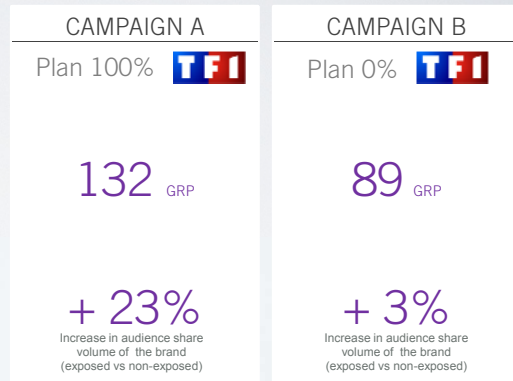 CAMPAIGN A
Plan 100% TF1
132 GRP
+ 23%
Increase in audience share
volume of the brand
(exposed vs non-exposed)
CAMPAIGN B
Plan 0% TF1
89 GRP
+ 3%
Increase in audience share
volume of the brand
(exposed vs non-exposed)